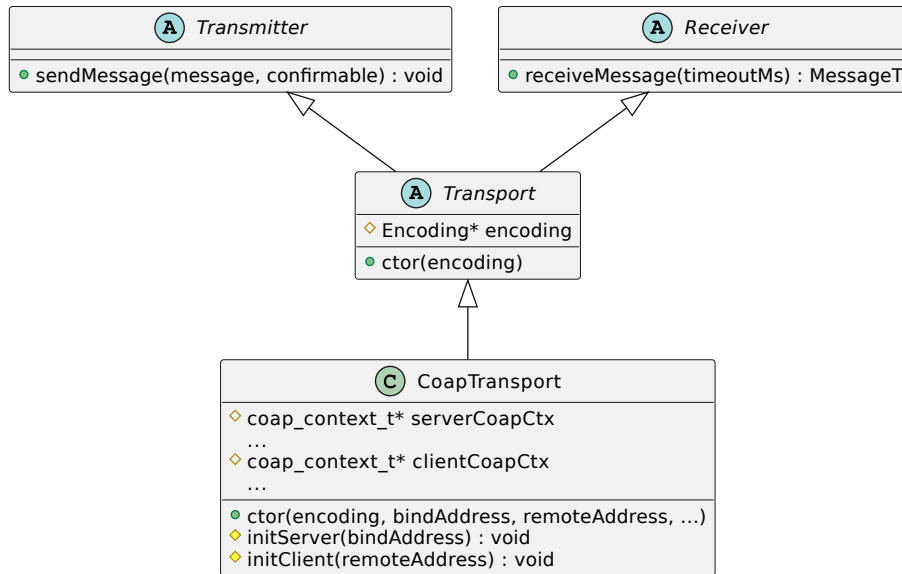 A Transmitter
sendMessage(message, confirmable) : void
A Receiver
receiveMessage(timeoutMs) : MessageT
A Transport
Encoding* encoding
ctor(encoding)
C CoapTransport
coap_context_t* serverCoapCtx
...
coap_context_t* clientCoapCtx
...
ctor(encoding, bindAddress, remoteAddress, ...)
initServer(bindAddress) : void
initClient(remoteAddress) : void